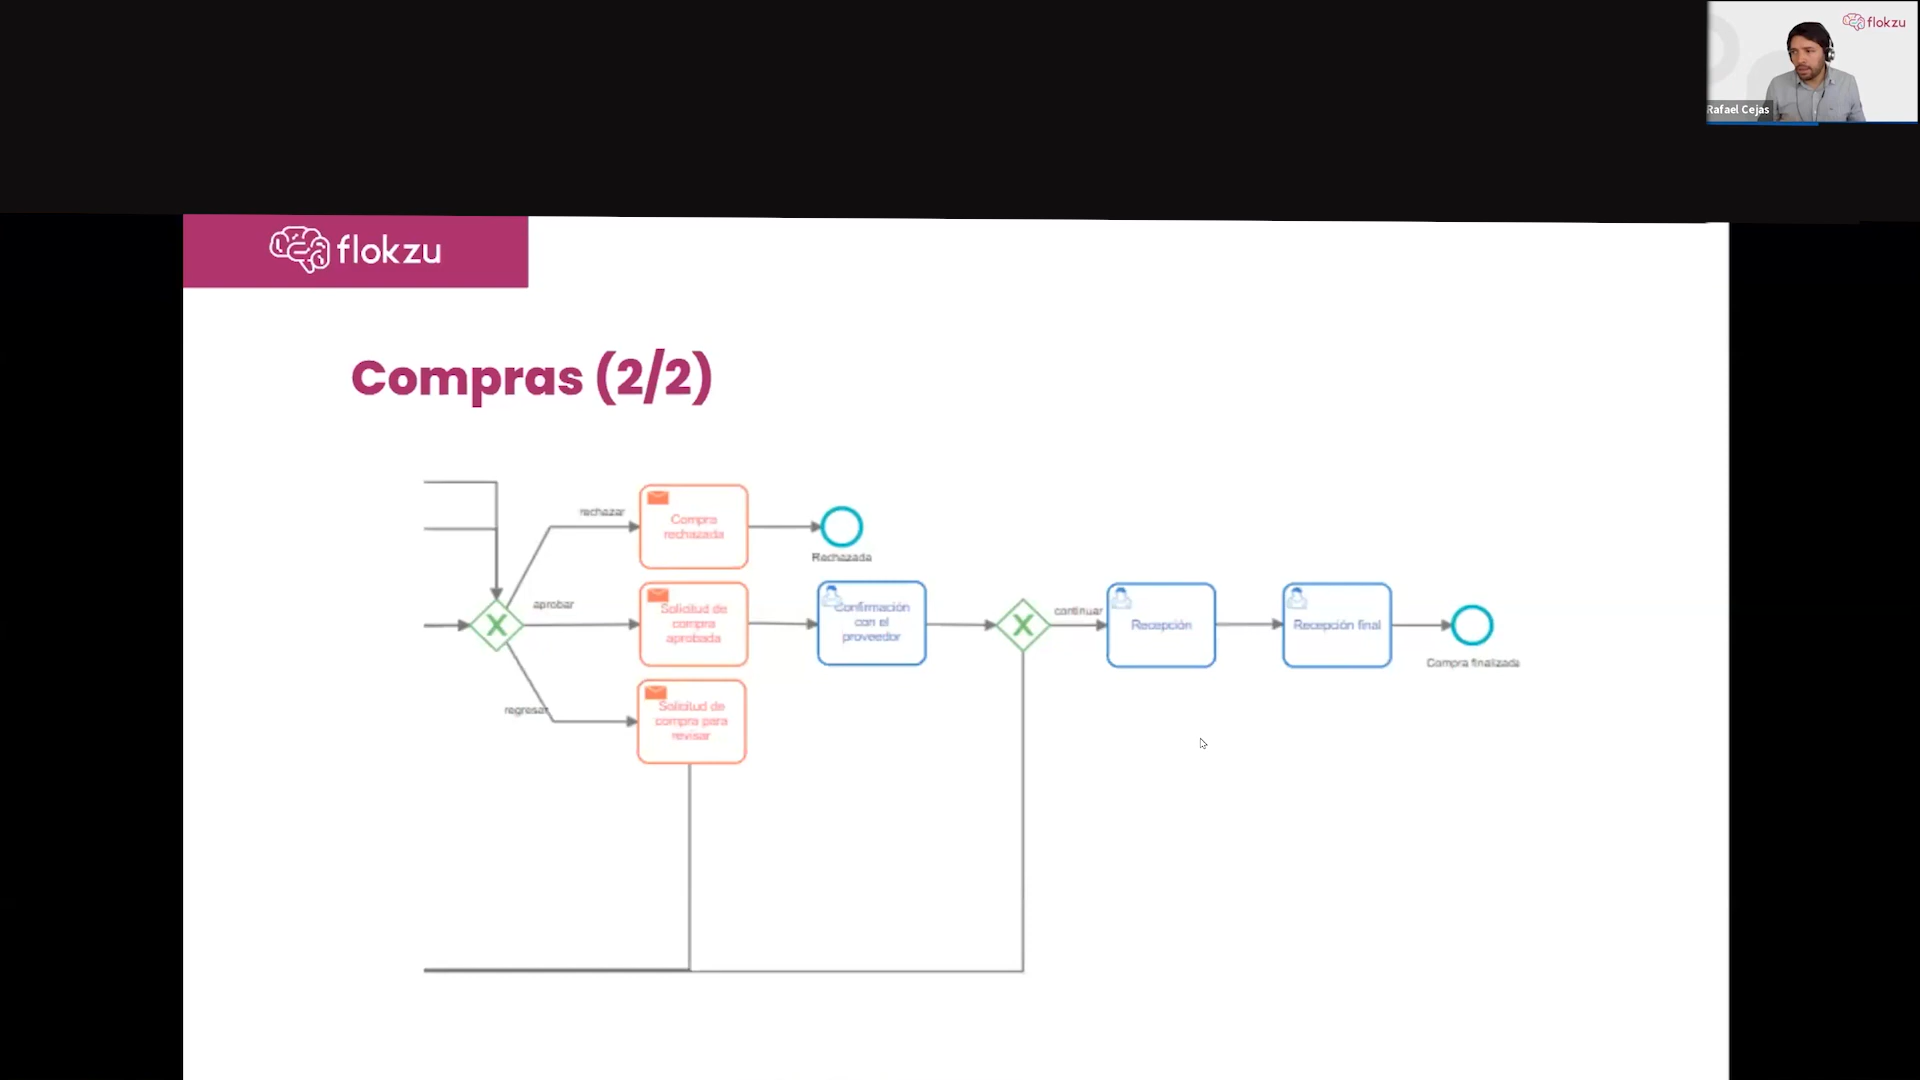 flokzu
Rafael Cejas
flokzu
Compras (2/2)
rechazar
Compra
rechazada
Rechazada
aprobar
Solicitud de
compra
aprobada
Confirmación
con el
proveedor
continuar
Recepción
Recepción final
Compra finalizada
regresar
Solicitud de
compra para
revisar